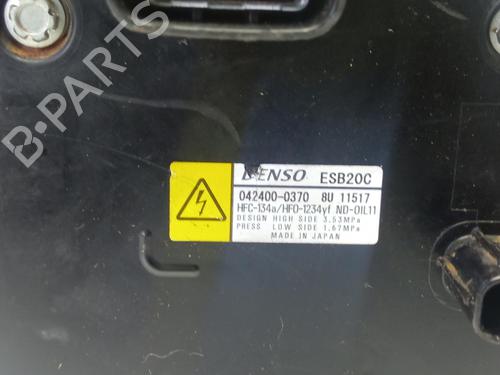 B-PARTS
DENSO ESB20C
042400-0370 8U 11517
HFC-134a/HFO-1234yf ND-OIL11
DESIGN HIGH SIDE 3,53MPa
PRESS LOW SIDE 1,67MPa
MADE IN JAPAN